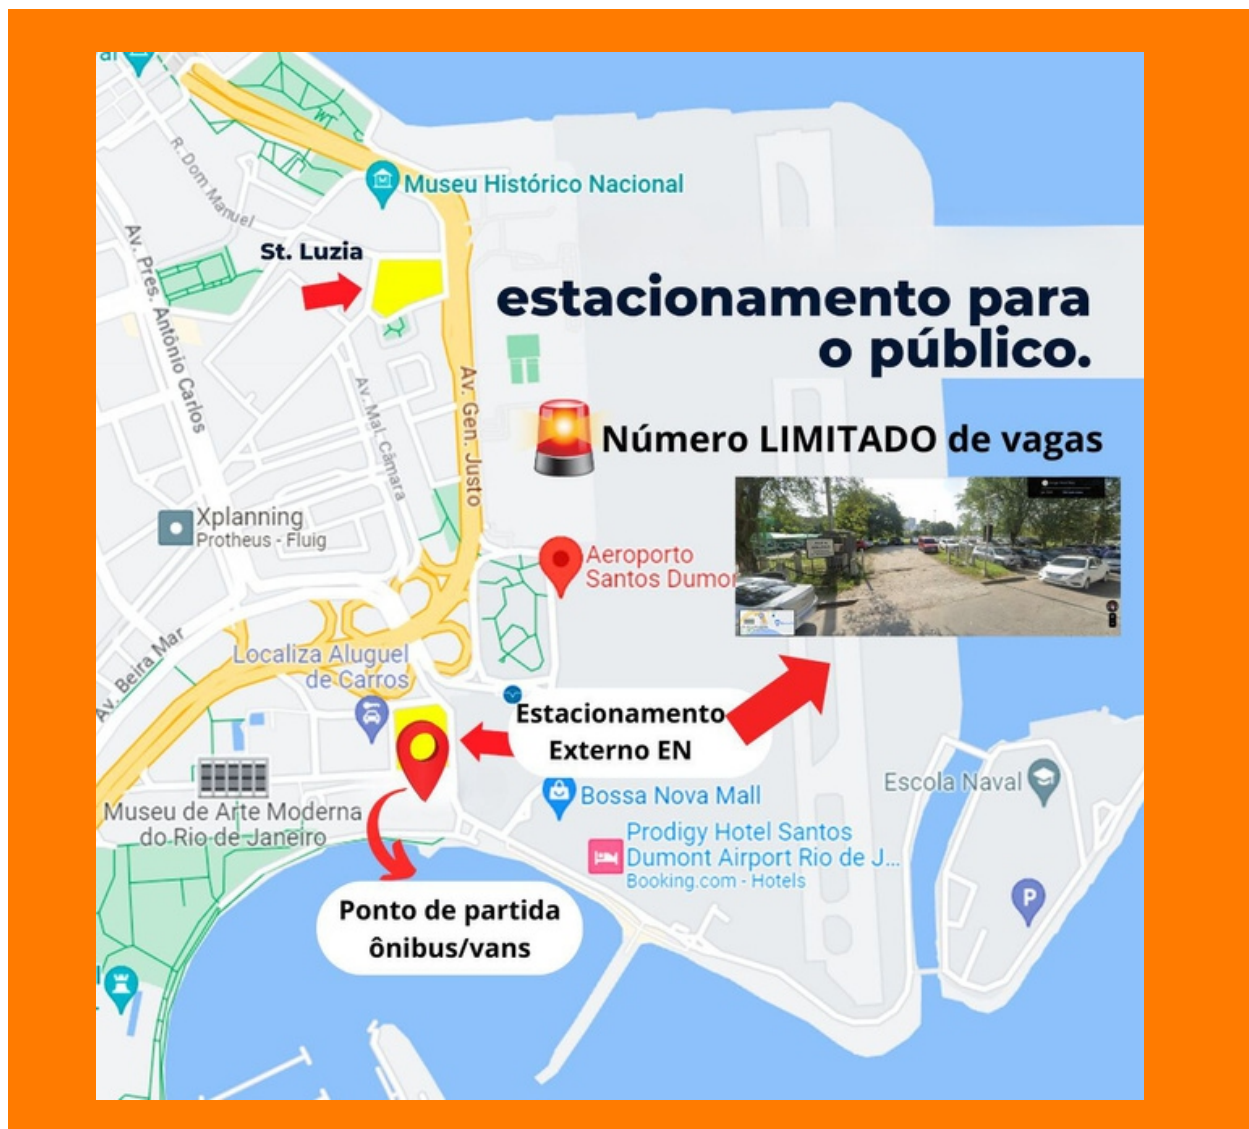 al
WT
R. Dom Manuel
Museu Histórico Nacional
Av. Pres. Antônio Carlos
St. Luzia
estacionamento para
o público.
Av. Mal. Câmara
Av. Gen. Justo
Número LIMITADO de vagas
Xplanning
Protheus - Fluig
Aeroporto
Santos Dumon
Av. Beira Mar
Localiza Aluguel
de Carros
Estacionamento
Externo EN
Museu de Arte Moderna
do Rio de Janeiro
Bossa Nova Mall
Escola Naval
Prodigy Hotel Santos
Dumont Airport Rio de J...
Booking.com - Hotels
P
Ponto de partida
ônibus/vans
l